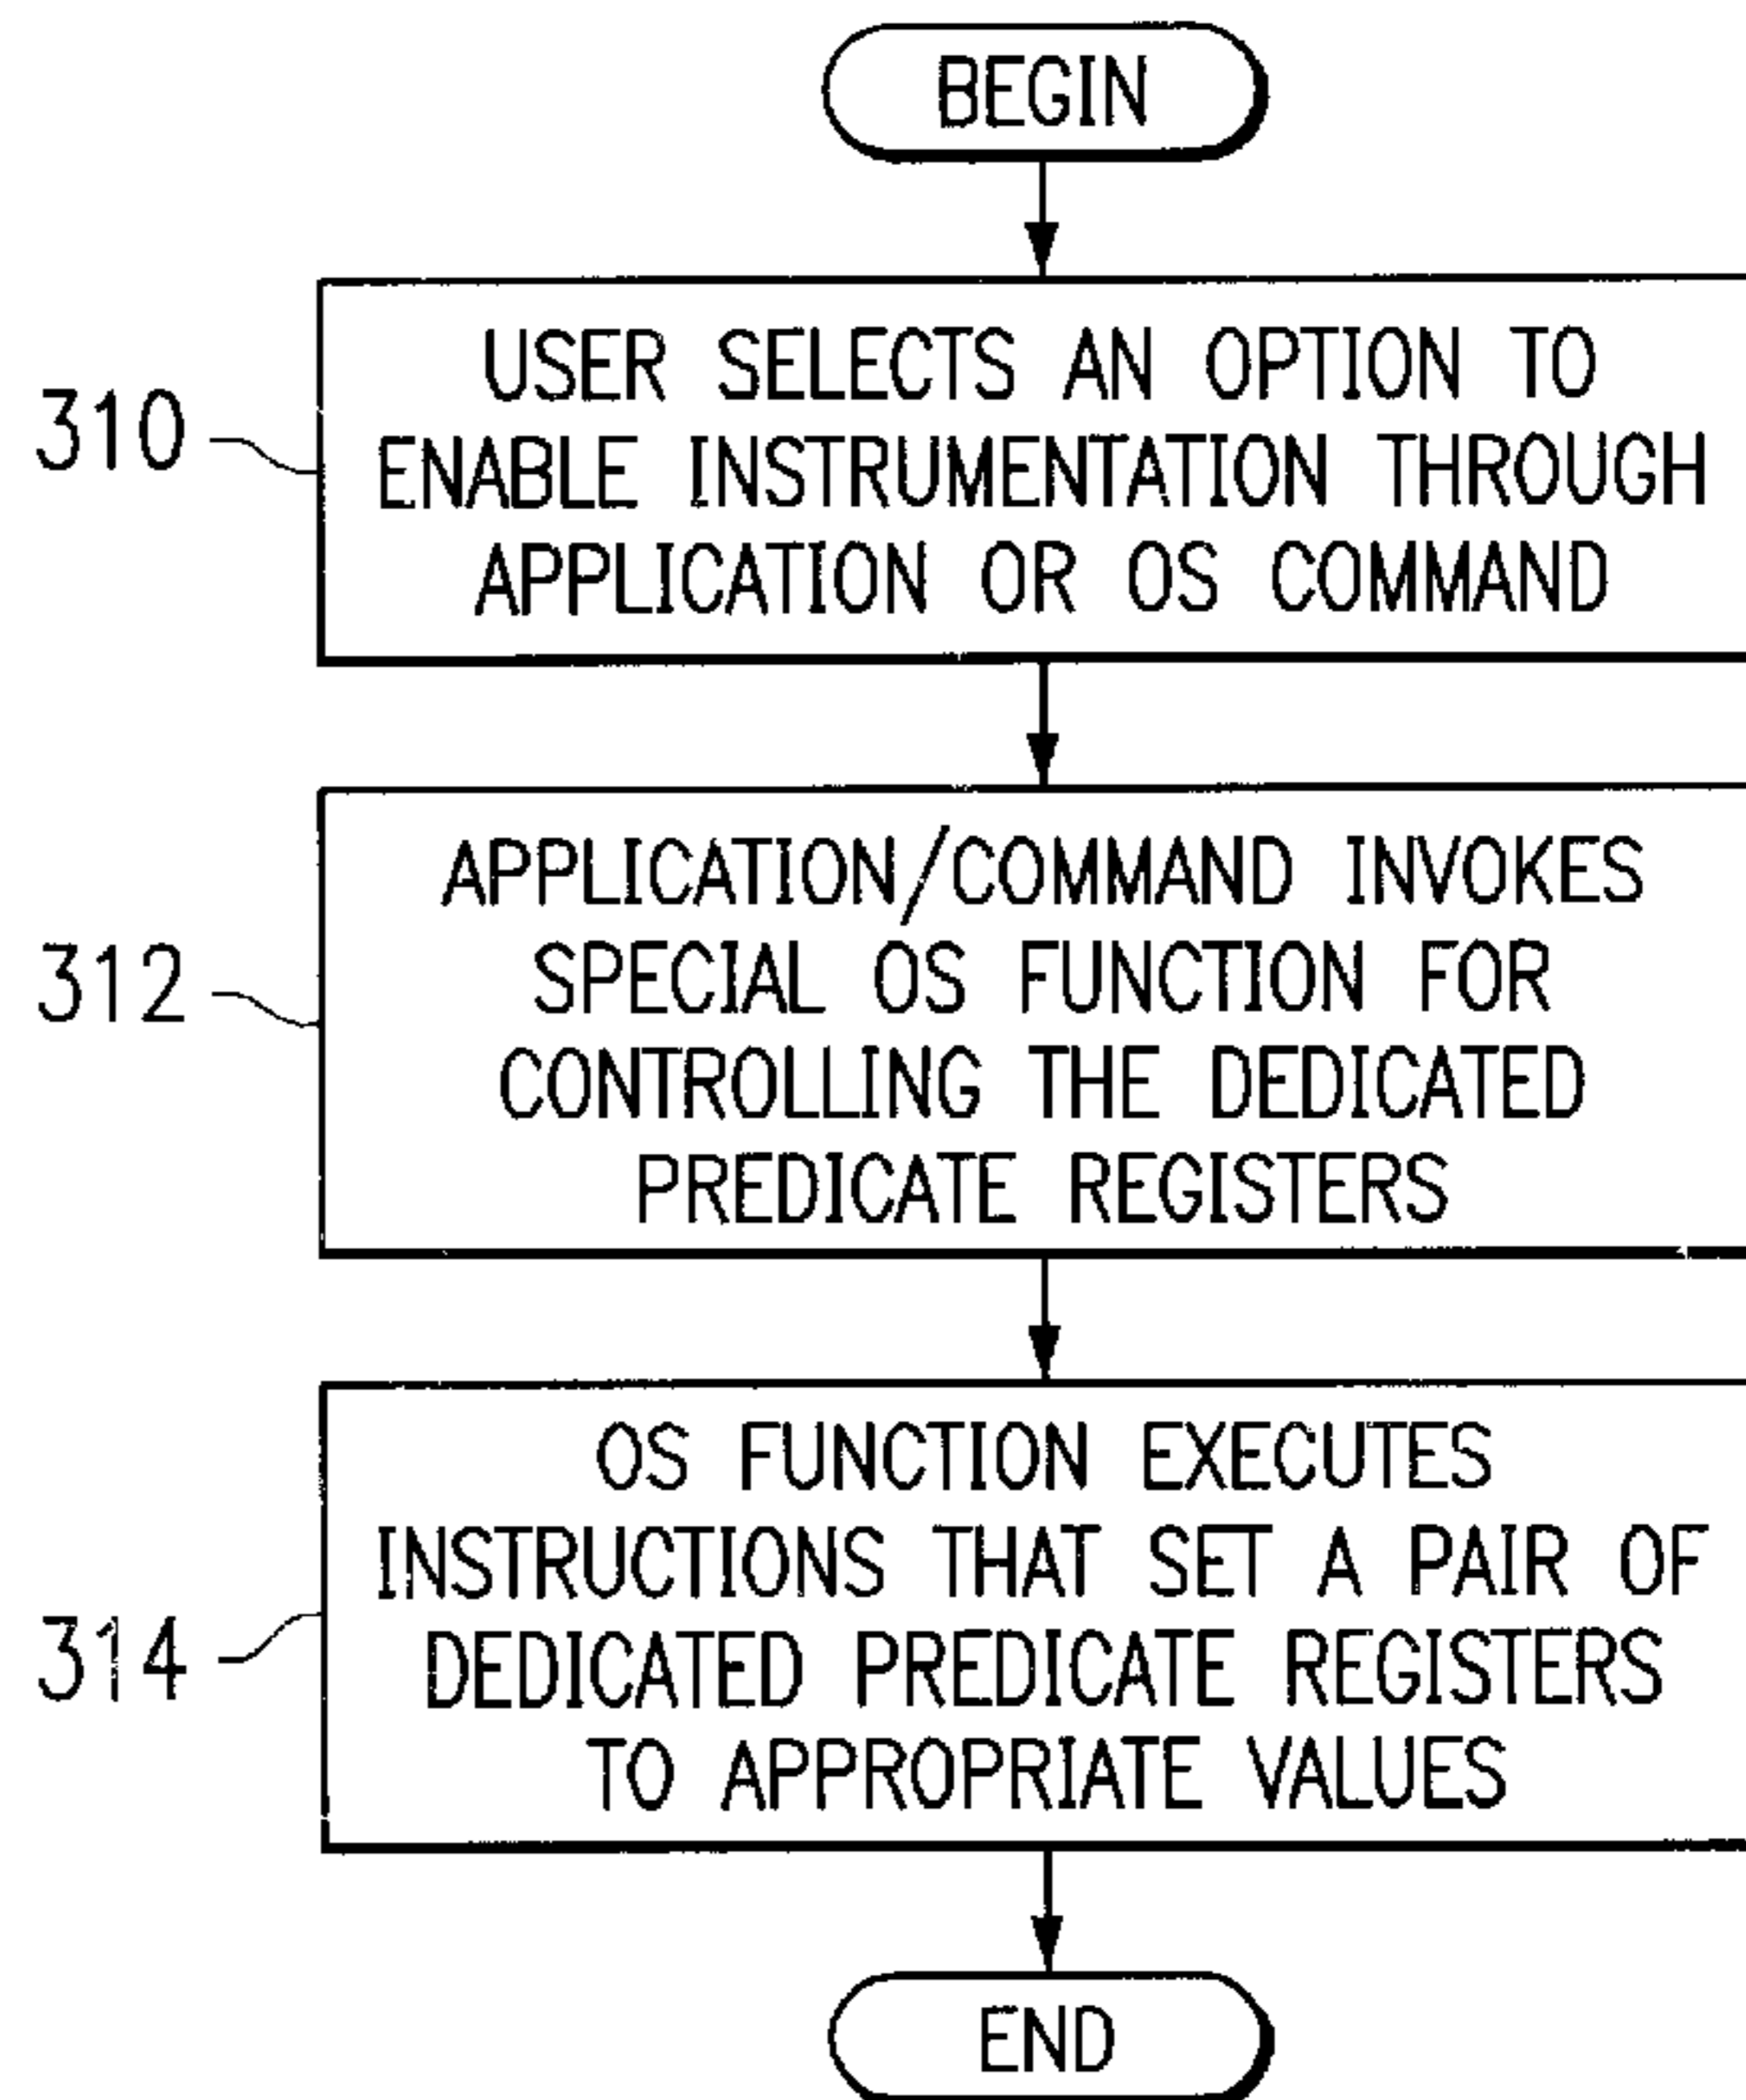 BEGIN
310
USER SELECTS AN OPTION TO
ENABLE INSTRUMENTATION THROUGH
APPLICATION OR OS COMMAND
312
APPLICATION/COMMAND INVOKES
SPECIAL OS FUNCTION FOR
CONTROLLING THE DEDICATED
PREDICATE REGISTERS
314
OS FUNCTION EXECUTES
INSTRUCTIONS THAT SET A PAIR OF
DEDICATED PREDICATE REGISTERS
TO APPROPRIATE VALUES
END